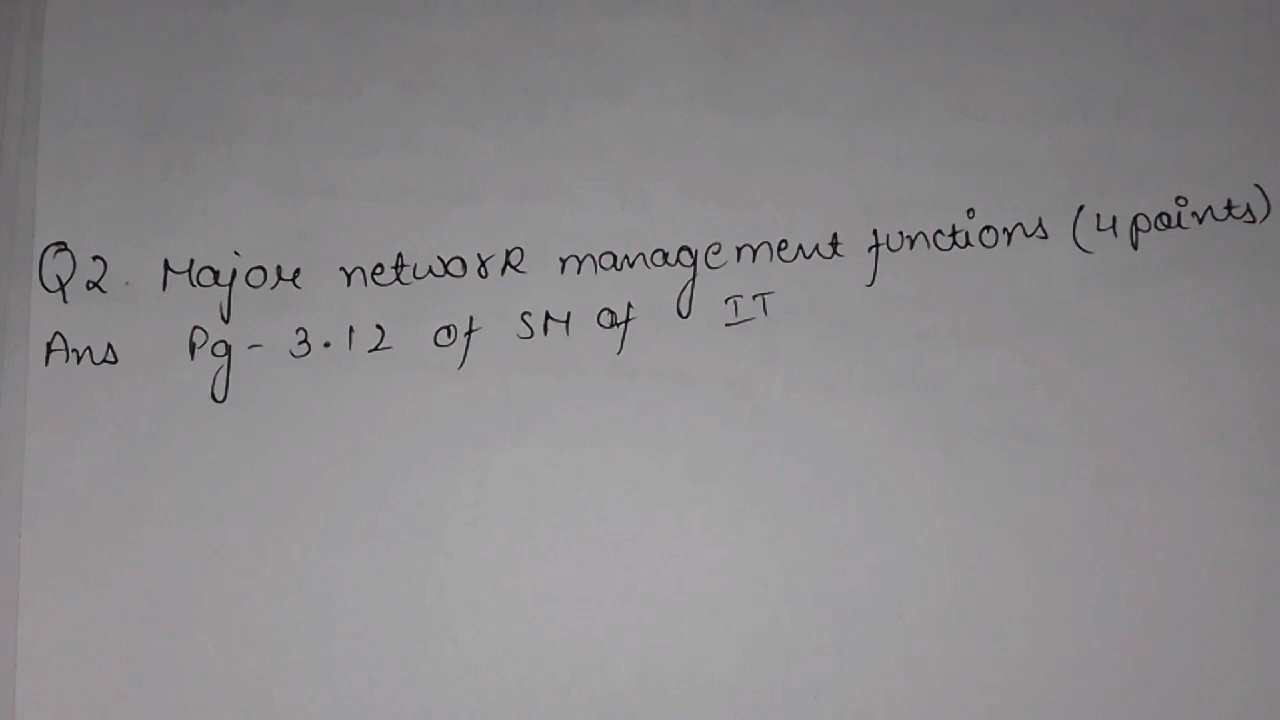 Q2. Major network management functions (4 points)
Ans Pg - 3.12 of SM of IT